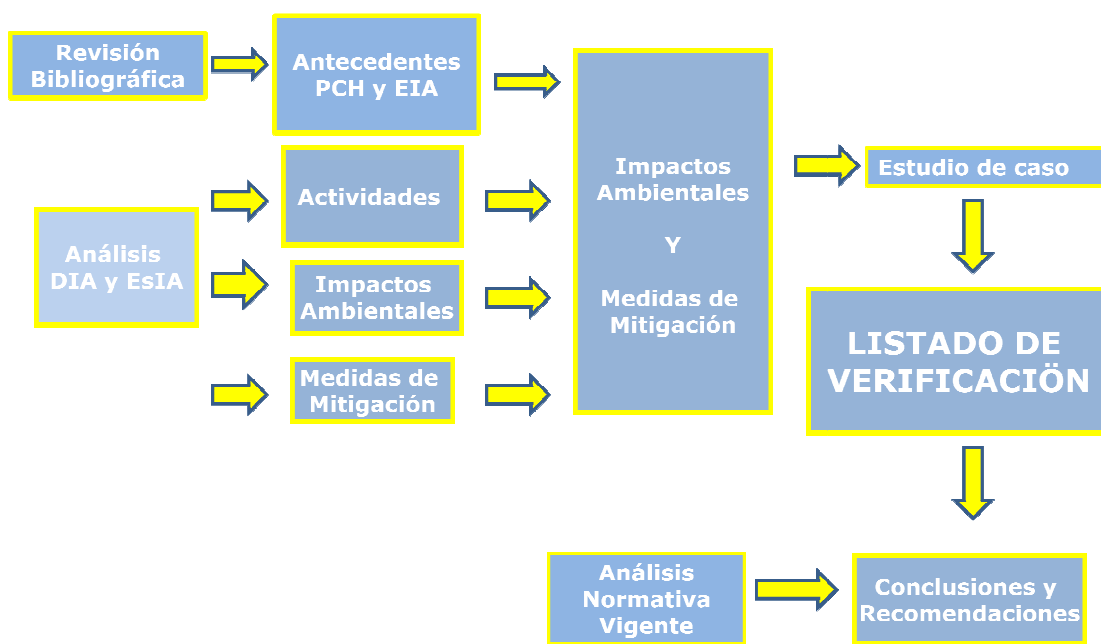 Revisión
Bibliográfica
Antecedentes
PCH y EIA
Análisis
DIA y EsIA
Actividades
Impactos
Ambientales
Medidas de
Mitigación
Impactos
Ambientales
Y
Medidas de
Mitigación
Estudio de caso
LISTADO DE
VERIFICACIÖN
Análisis
Normativa
Vigente
Conclusiones y
Recomendaciones